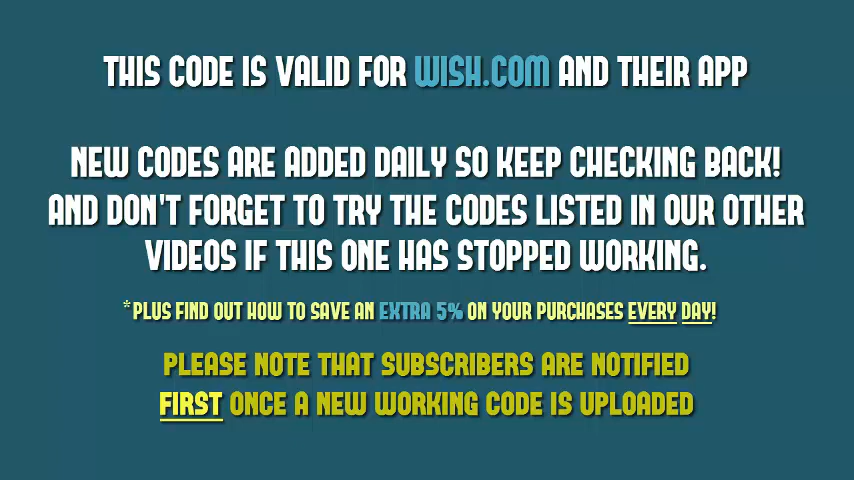 THIS CODE IS VALID FOR WISH.COM AND THEIR APP
NEW CODES ARE ADDED DAILY SO KEEP CHECKING BACK!
AND DON'T FORGET TO TRY THE CODES LISTED IN OUR OTHER
VIDEOS IF THIS ONE HAS STOPPED WORKING.
*PLUS FIND OUT HOW TO SAVE AN EXTRA 5% ON YOUR PURCHASES EVERY DAY!
PLEASE NOTE THAT SUBSCRIBERS ARE NOTIFIED
FIRST ONCE A NEW WORKING CODE IS UPLOADED